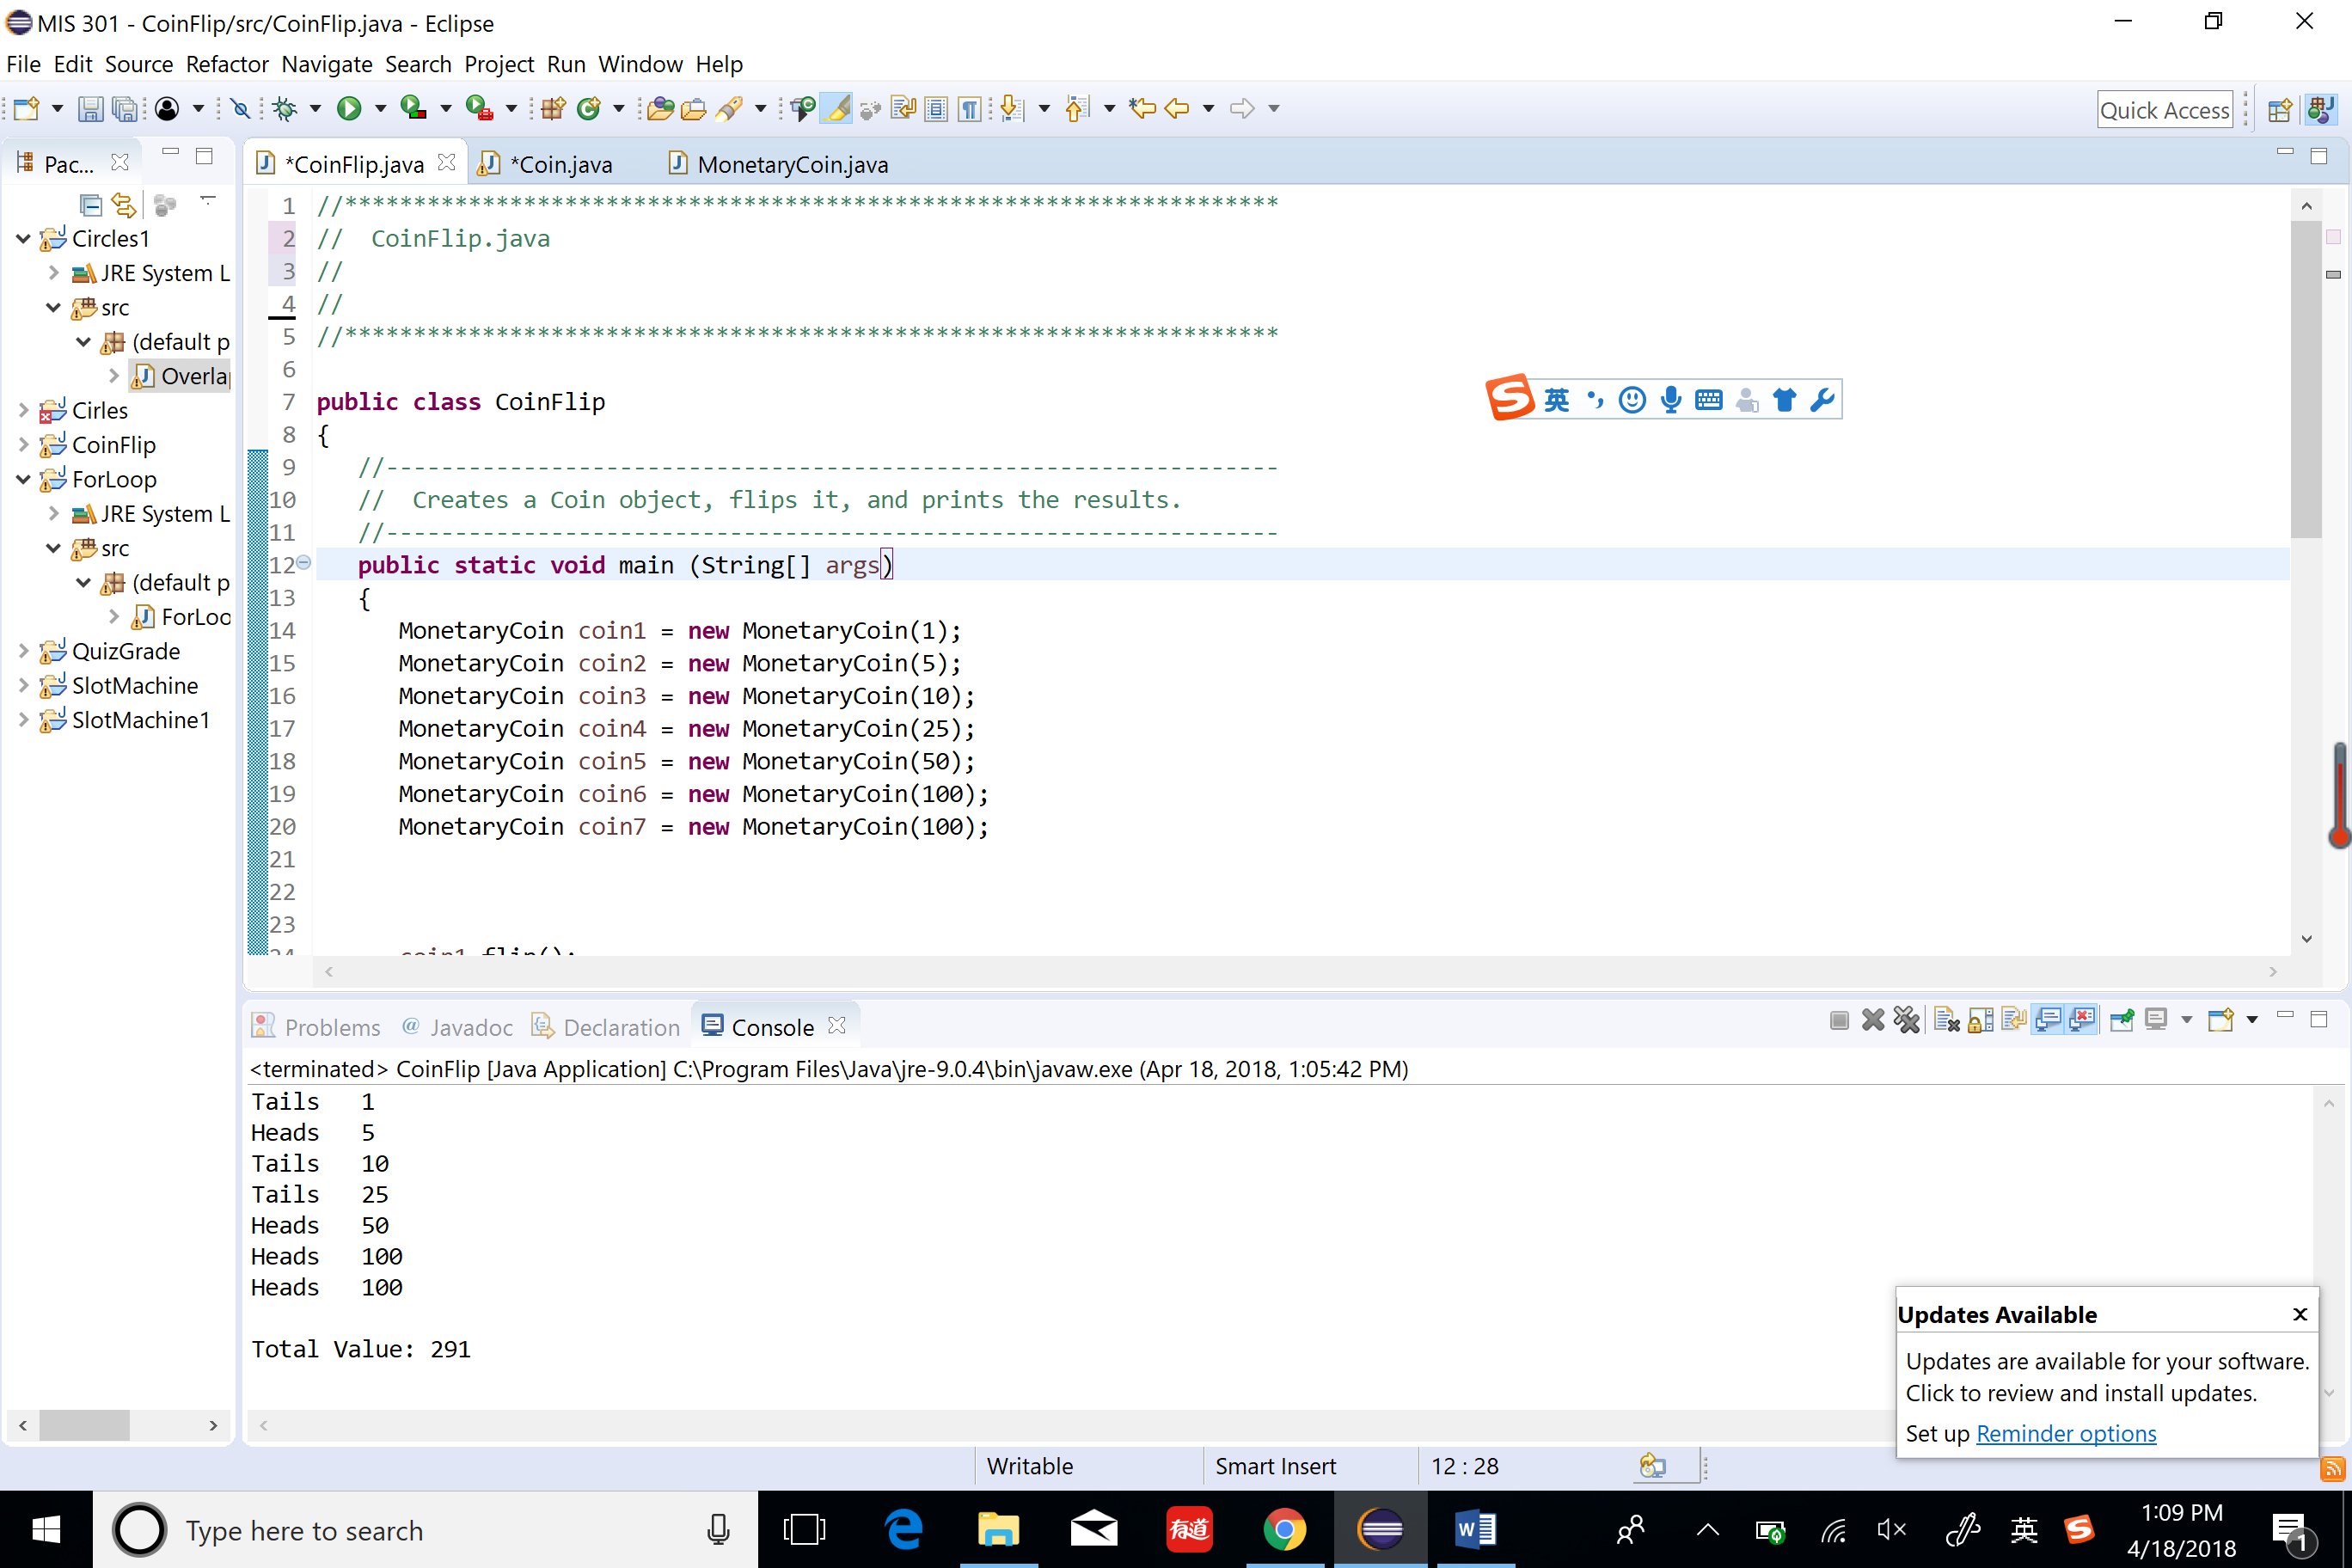 MIS 301 - CoinFlip/src/CoinFlip.java - Eclipse
File Edit Source Refactor Navigate Search Project Run Window Help
Quick Access
Pac...
*CoinFlip.java
*Coin.java
MonetaryCoin.java
Circles1
JRE System L
src
(default p
Overla
Cirles
CoinFlip
ForLoop
JRE System L
src
(default p
ForLoo
QuizGrade
SlotMachine
SlotMachine1
1 //********************************************************************
2 //  CoinFlip.java
3 //
4 //
5 //********************************************************************
6
7 public class CoinFlip
8 {
9    //-----------------------------------------------------------------
10    //  Creates a Coin object, flips it, and prints the results.
11    //-----------------------------------------------------------------
12    public static void main (String[] args)
13    {
14       MonetaryCoin coin1 = new MonetaryCoin(1);
15       MonetaryCoin coin2 = new MonetaryCoin(5);
16       MonetaryCoin coin3 = new MonetaryCoin(10);
17       MonetaryCoin coin4 = new MonetaryCoin(25);
18       MonetaryCoin coin5 = new MonetaryCoin(50);
19       MonetaryCoin coin6 = new MonetaryCoin(100);
20       MonetaryCoin coin7 = new MonetaryCoin(100);
21
22
23
24       coin1.flip();
英
Problems @ Javadoc Declaration Console
<terminated> CoinFlip [Java Application] C:\Program Files\Java\jre-9.0.4\bin\javaw.exe (Apr 18, 2018, 1:05:42 PM)
Tails   1
Heads   5
Tails   10
Tails   25
Heads   50
Heads   100
Heads   100
Total Value: 291
Updates Available x
Updates are available for your software.
Click to review and install updates.
Set up Reminder options
Writable
Smart Insert
12 : 28
Type here to search
有道
英
1:09 PM
4/18/2018
1